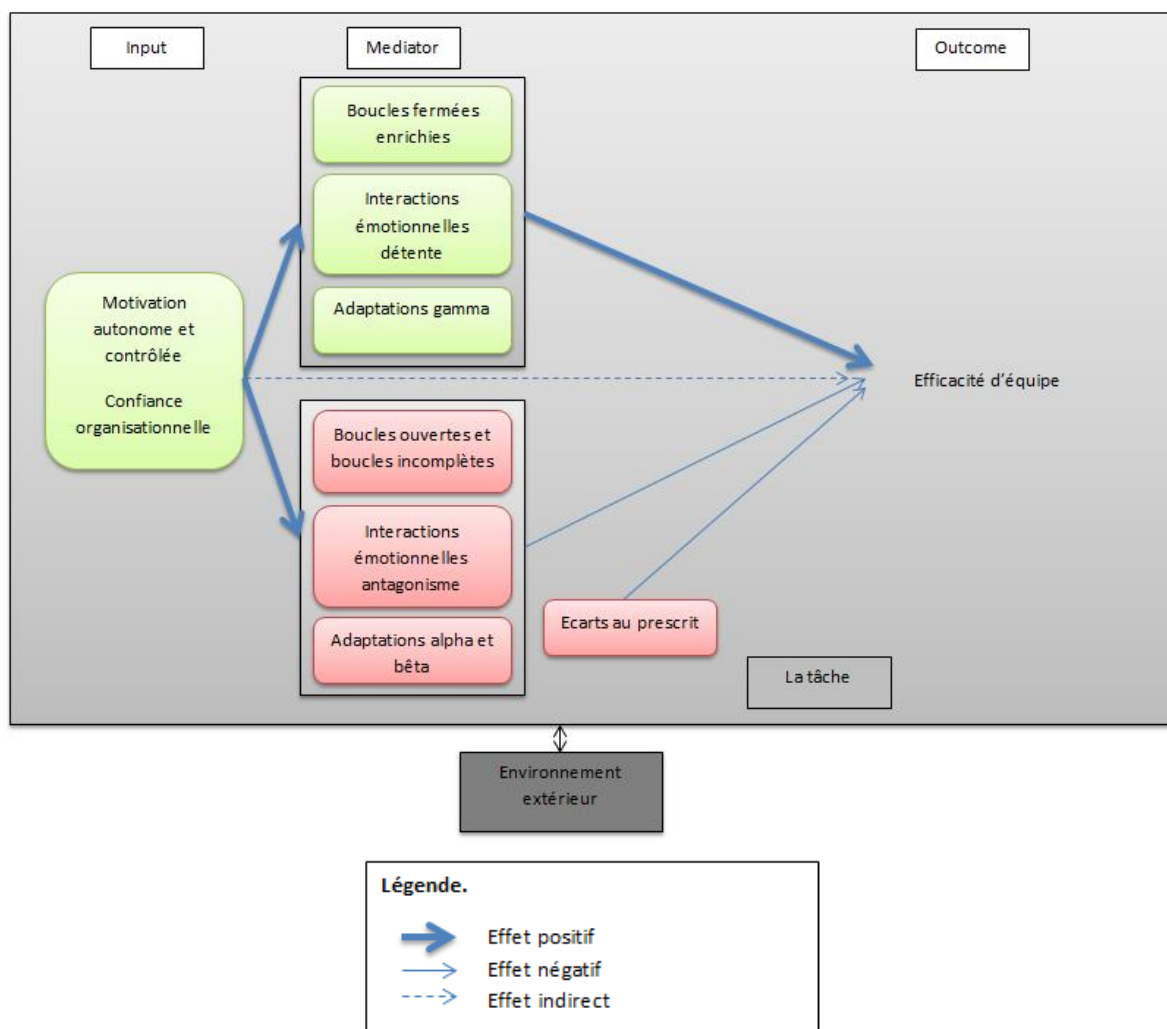 Input
Mediator
Outcome
Boucles fermées
enrichies
Interactions
émotionnelles
détente
Adaptations gamma
Motivation
autonome et
contrôlée
Confiance
organisationnelle
Efficacité d'équipe
Boucles ouvertes et
boucles incomplètes
Interactions
émotionnelles
antagonisme
Adaptations alpha et
bêta
Ecarts au prescrit
La tâche
Environnement
extérieur
Légende.
Effet positif
Effet négatif
Effet indirect